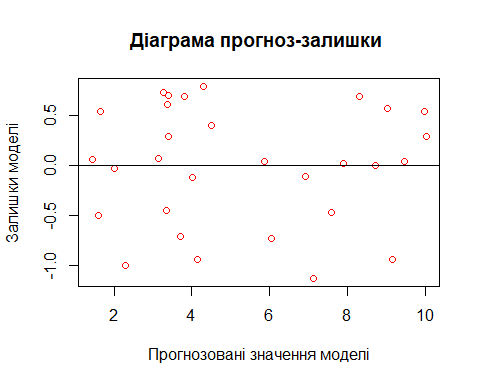 Діаграма прогноз-залишки
Залишки моделі
0.5
0.0
-0.5
-1.0
2 4 6 8 10
Прогнозовані значення моделі